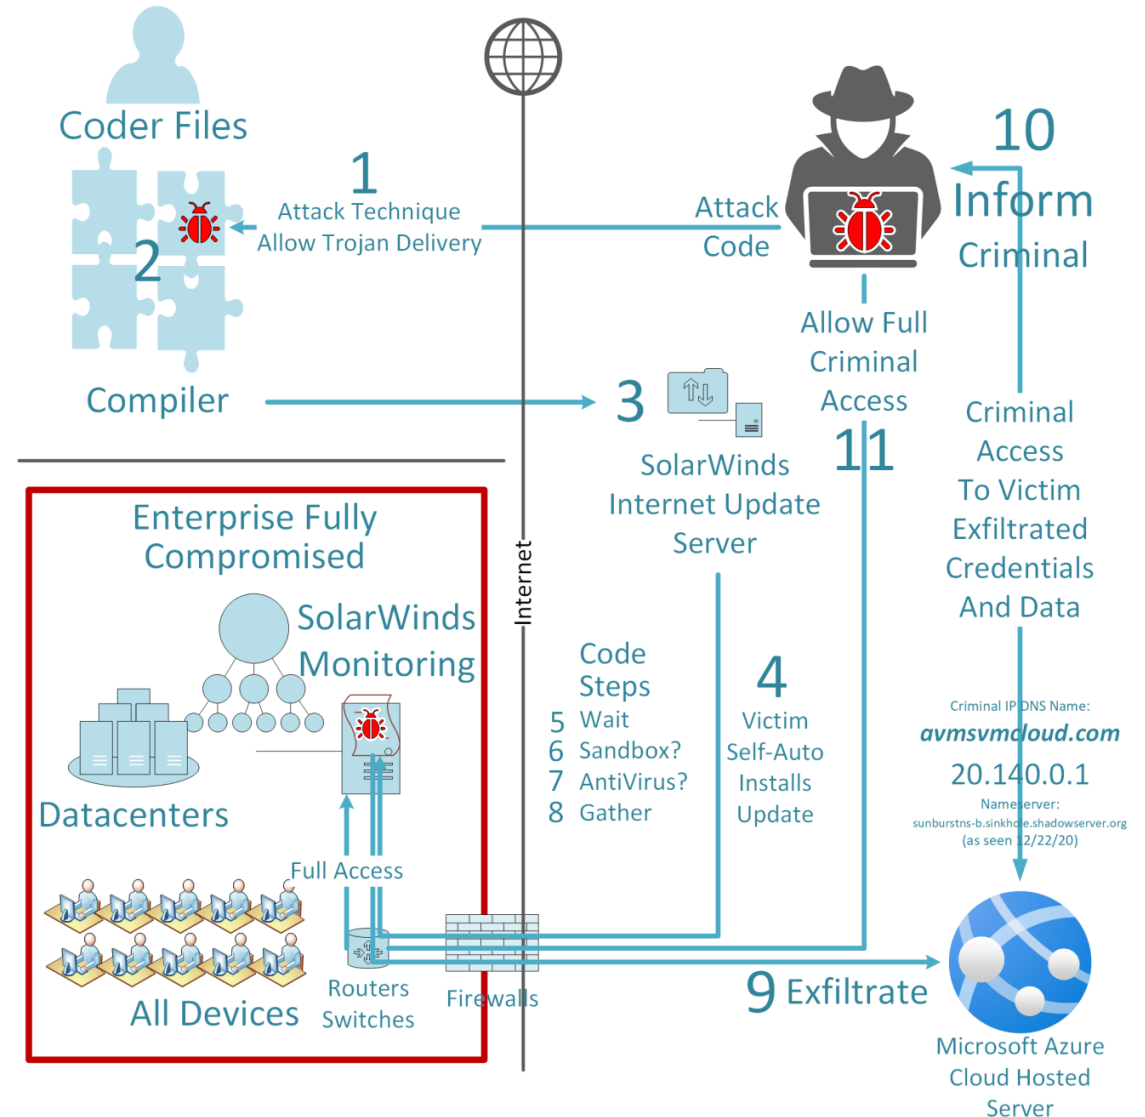 Coder Files
1
Attack Technique
Allow Trojan Delivery
2
Compiler
Attack
Code
10
Inform
Criminal
Allow Full
Criminal
Access
11
3
SolarWinds
Internet Update
Server
Criminal
Access
To Victim
Exfiltrated
Credentials
And Data
Internet
Enterprise Fully
Compromised
SolarWinds
Monitoring
Datacenters
Full Access
All Devices
Routers
Switches
Firewalls
Code
Steps
5 Wait
6 Sandbox?
7 AntiVirus?
8 Gather
4
Victim
Self-Auto
Installs
Update
Criminal IP DNS Name:
avmsvmcloud.com
20.140.0.1
Nameserver:
sunburstns-b.sinkhole.shadowserver.org
(as seen 12/22/20)
9 Exfiltrate
Microsoft Azure
Cloud Hosted
Server